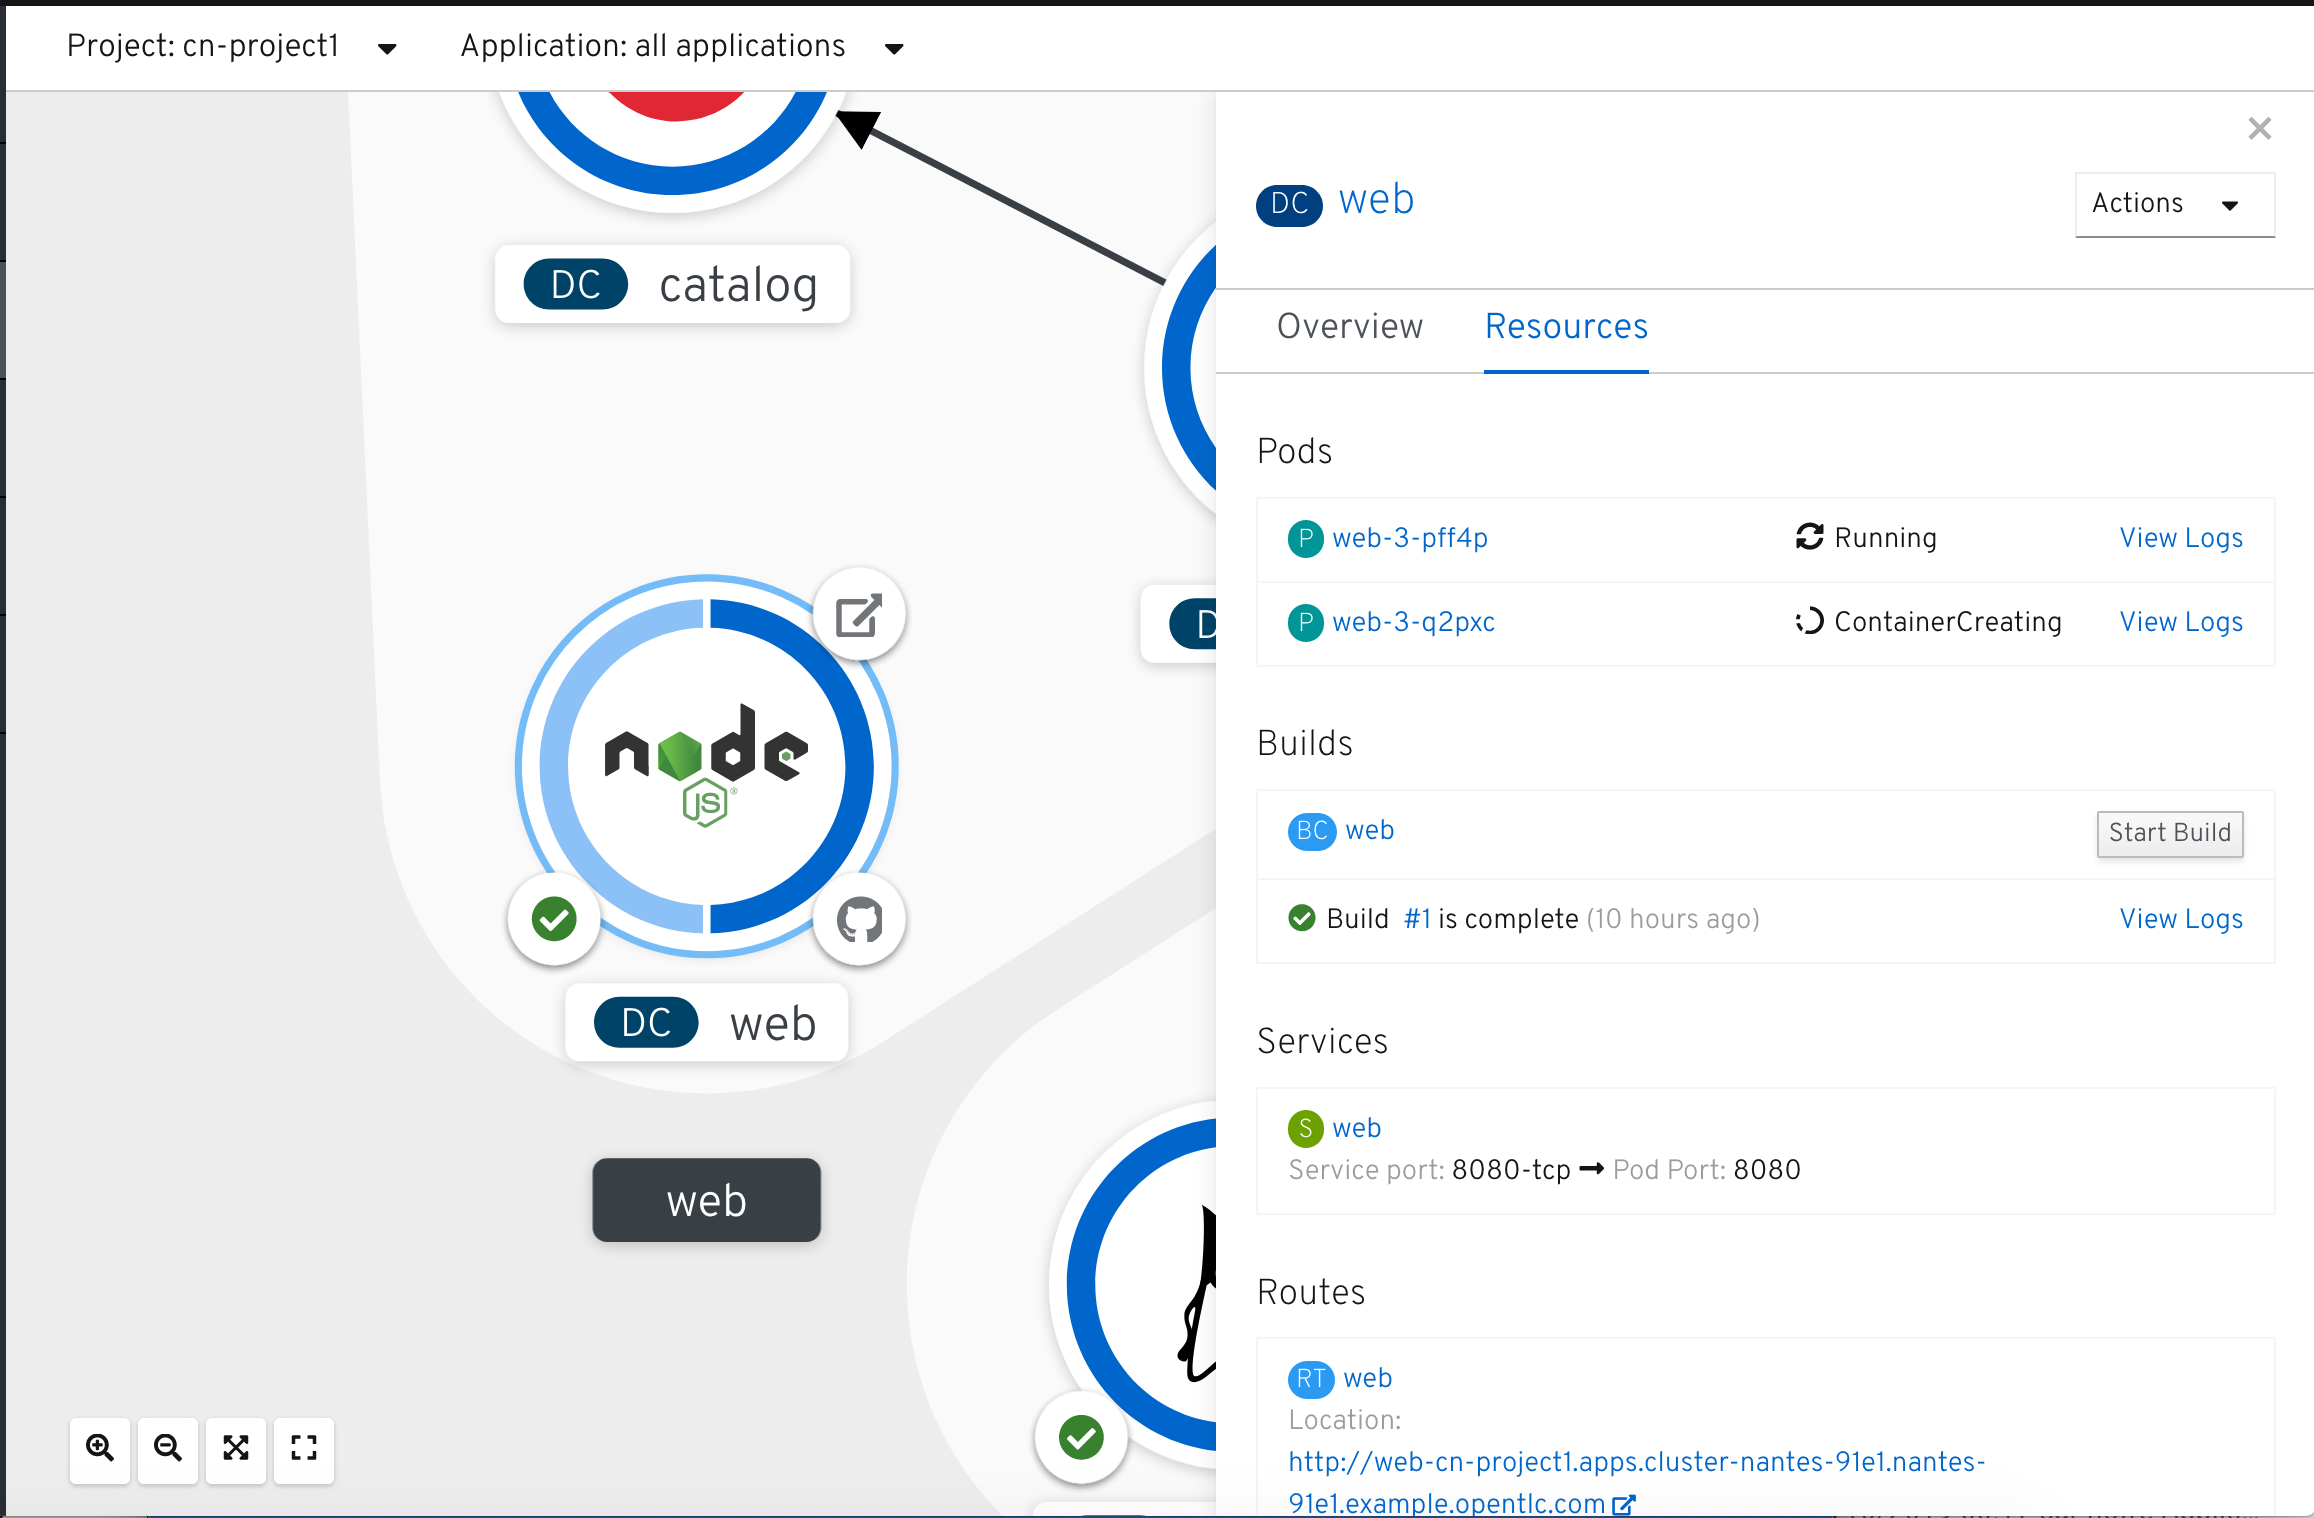 Project: cn-project1
Application: all applications
DC catalog
node
JS
DC web
web
DC web
Actions
Overview
Resources
Pods
P web-3-pff4p Running View Logs
P web-3-q2pxc ContainerCreating View Logs
Builds
BC web Start Build
Build #1 is complete (10 hours ago) View Logs
Services
S web
Service port: 8080-tcp → Pod Port: 8080
Routes
RT web
Location:
http://web-cn-project1.apps.cluster-nantes-91e1.nantes-
91e1.example.opentlc.com